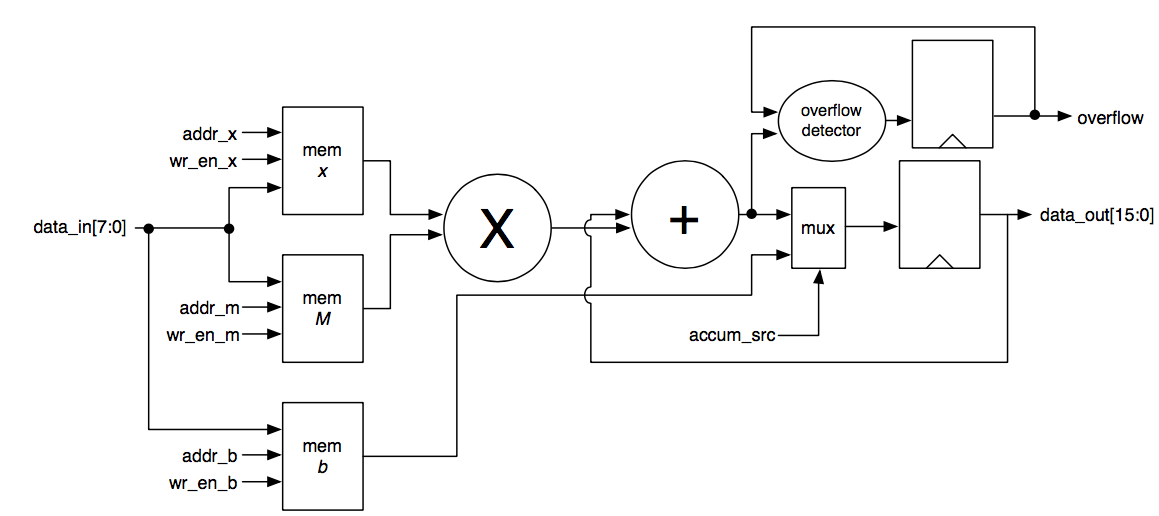 addr_x
wr_en_x
mem
x
data_in[7:0]
X
+
overflow
detector
overflow
mux
data_out[15:0]
mem
M
addr_m
wr_en_m
accum_src
mem
b
addr_b
wr_en_b